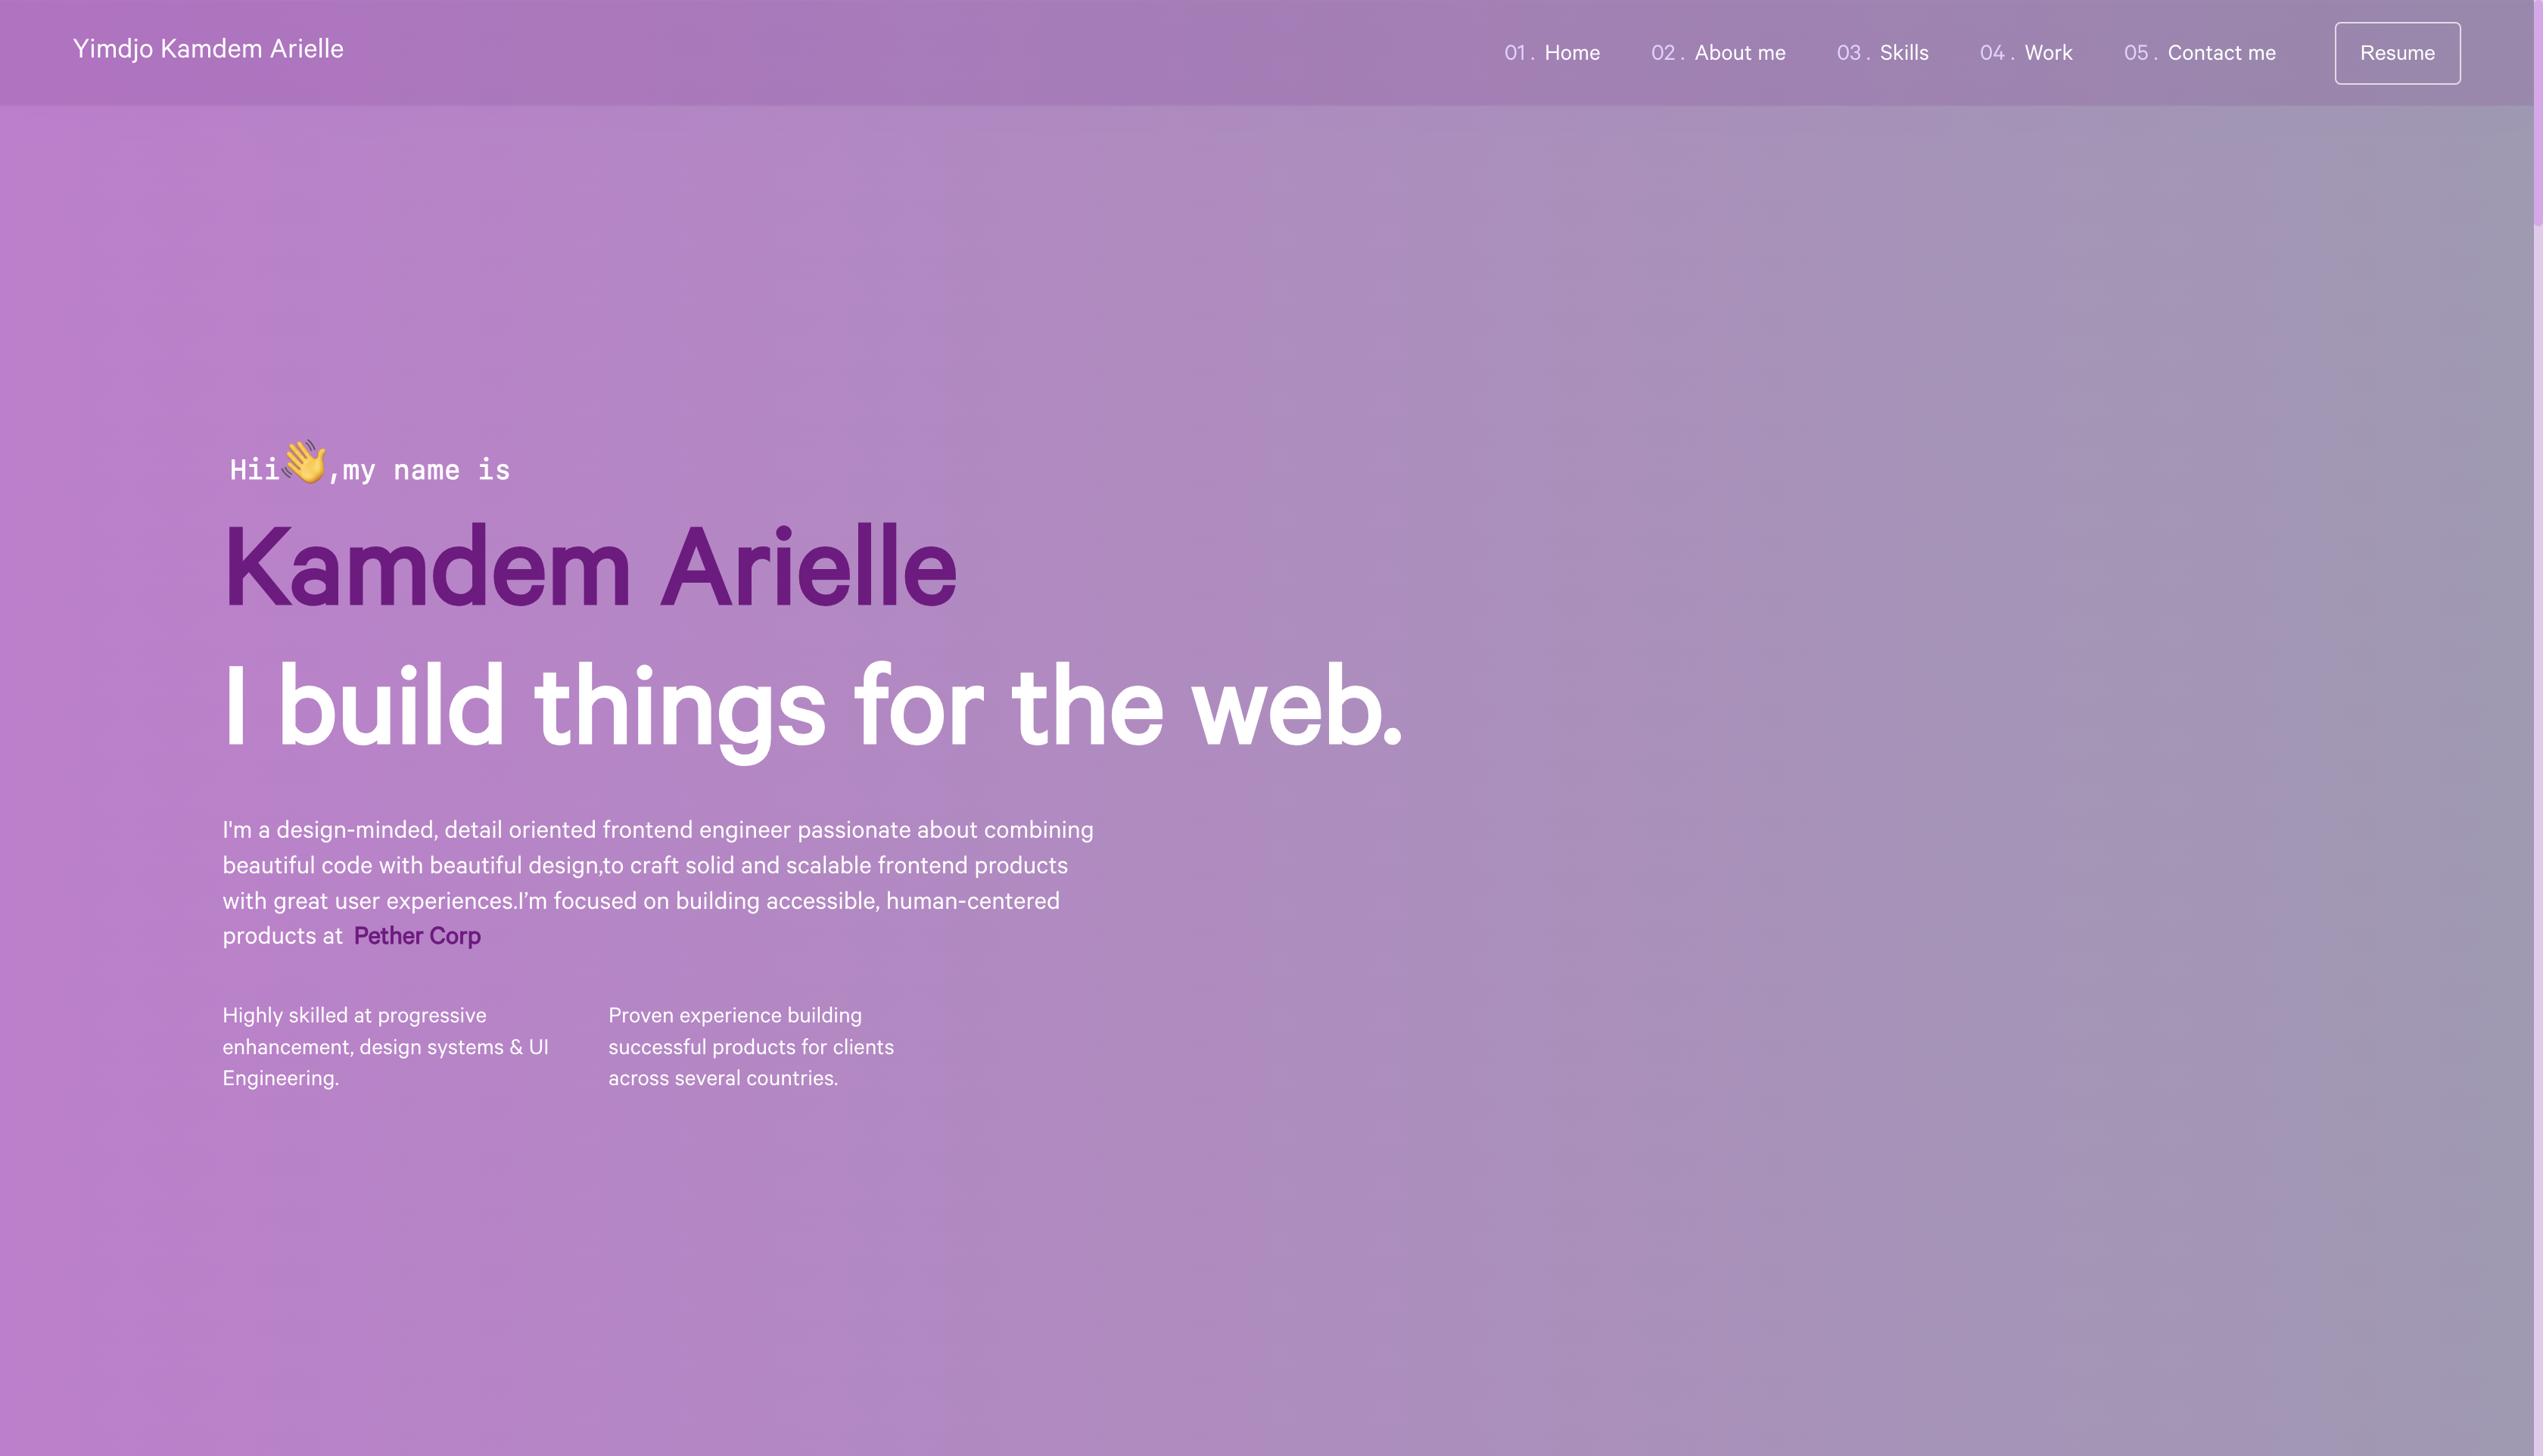 Yimdjo Kamdem Arielle
01 . Home 02 . About me 03 . Skills 04 . Work 05 . Contact me Resume
Hii👋,my name is
Kamdem Arielle
I build things for the web.
I'm a design-minded, detail oriented frontend engineer passionate about combining
beautiful code with beautiful design,to craft solid and scalable frontend products
with great user experiences.I’m focused on building accessible, human-centered
products at Pether Corp
Highly skilled at progressive
enhancement, design systems & UI
Engineering.
Proven experience building
successful products for clients
across several countries.